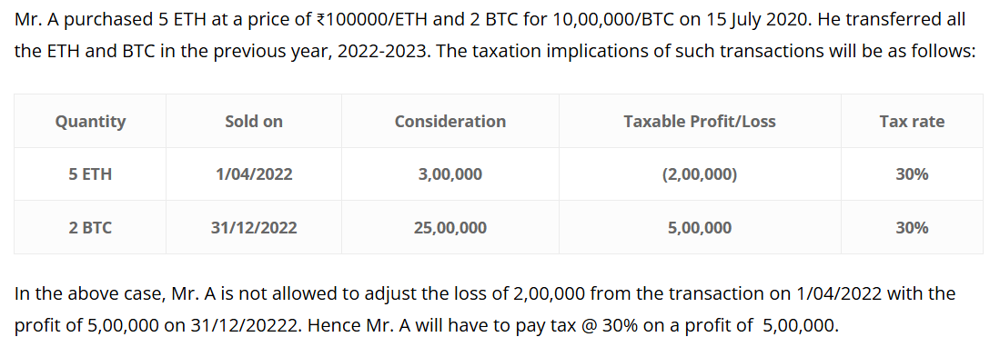 Mr. A purchased 5 ETH at a price of ₹100000/ETH and 2 BTC for 10,00,000/BTC on 15 July 2020. He transferred all
the ETH and BTC in the previous year, 2022-2023. The taxation implications of such transactions will be as follows:
Quantity Sold on Consideration Taxable Profit/Loss Tax rate
5 ETH 1/04/2022 3,00,000 (2,00,000) 30%
2 BTC 31/12/2022 25,00,000 5,00,000 30%
In the above case, Mr. A is not allowed to adjust the loss of 2,00,000 from the transaction on 1/04/2022 with the
profit of 5,00,000 on 31/12/20222. Hence Mr. A will have to pay tax @ 30% on a profit of  5,00,000.